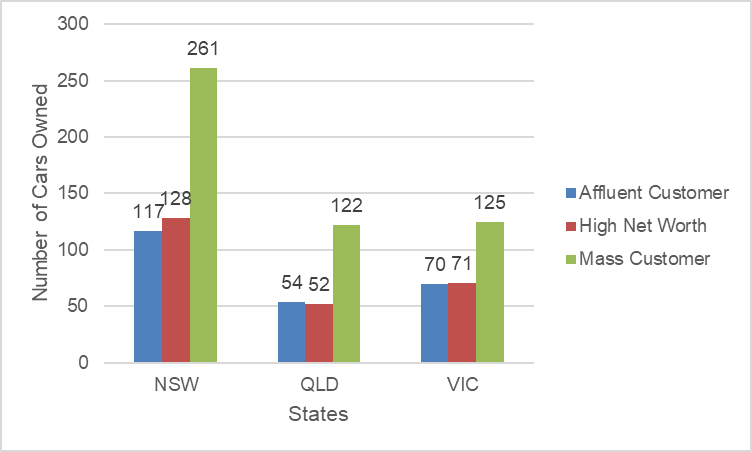 300
250
200
150
100
50
0
Number of Cars Owned
117
128
261
54
52
122
70
71
125
NSW
QLD
VIC
States
Affluent Customer
High Net Worth
Mass Customer